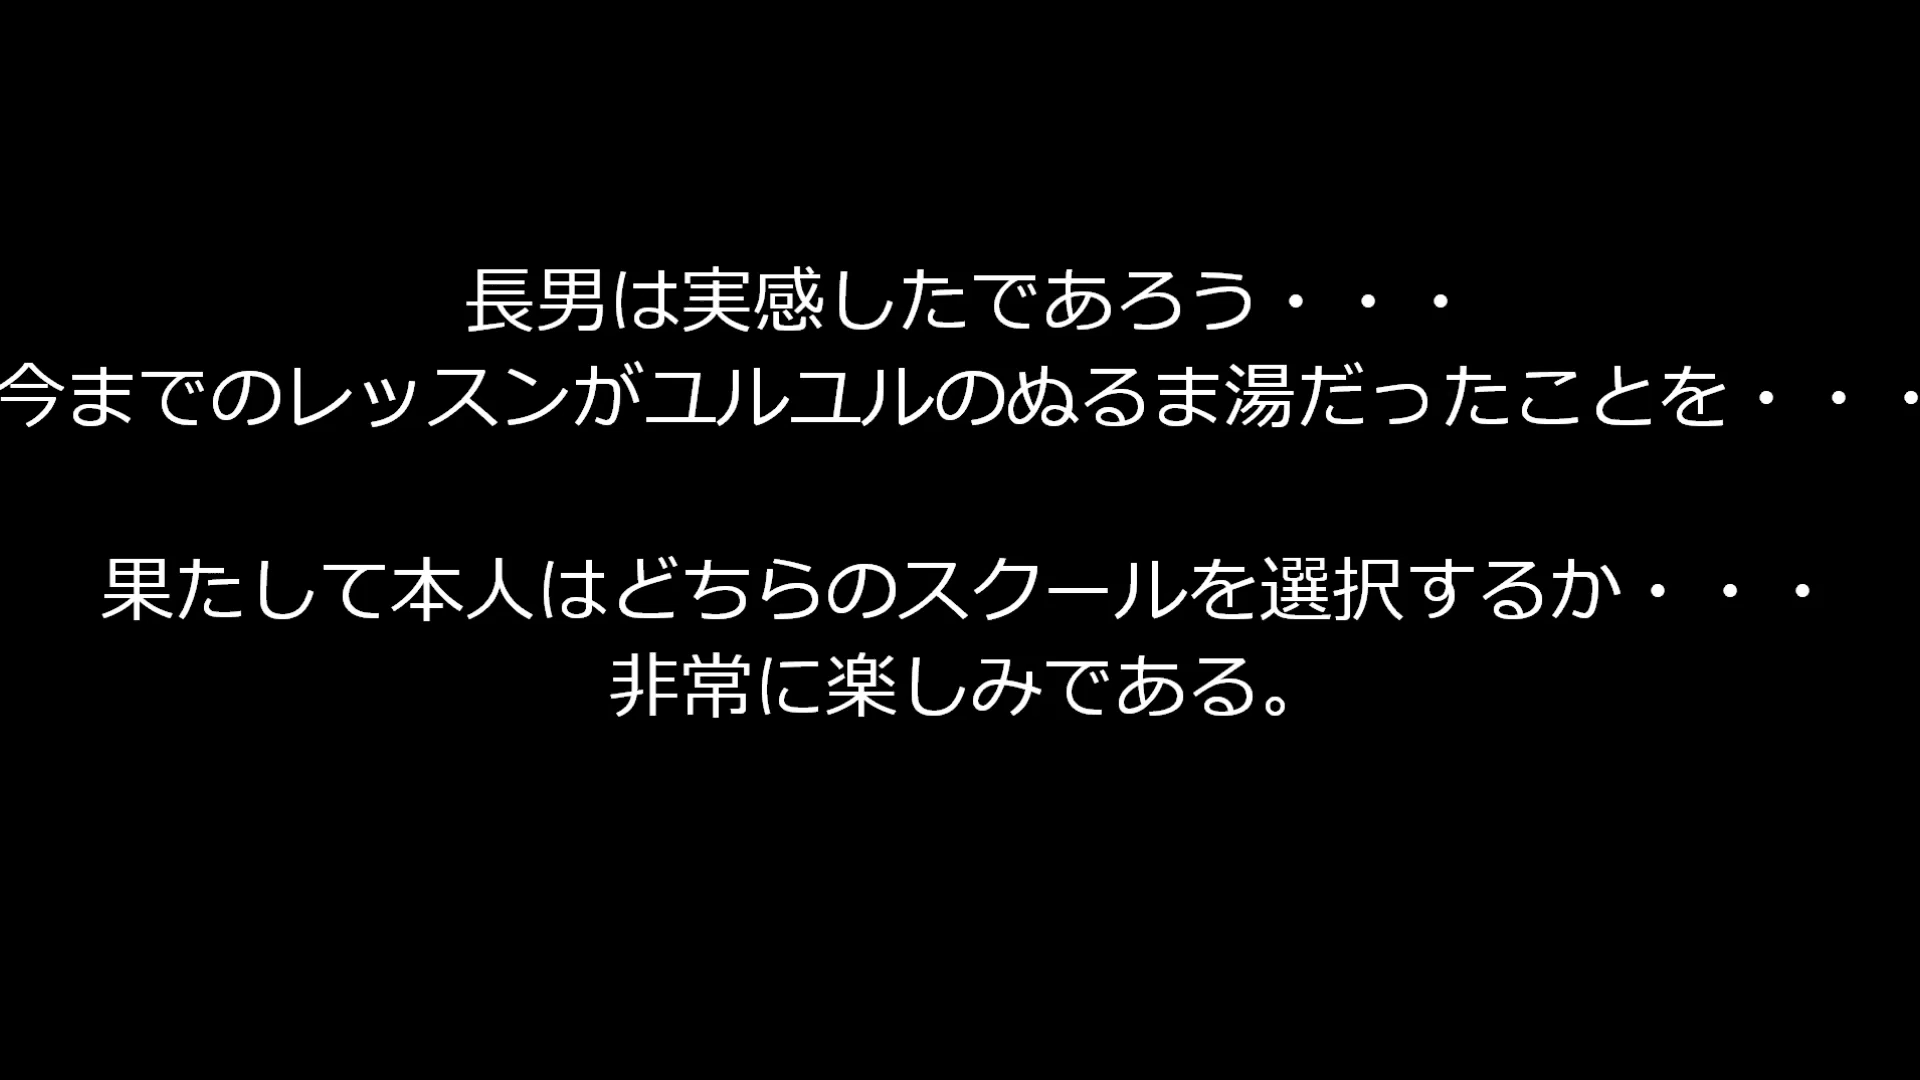 長男は実感したであろう・・・
今までのレッスンがユルユルのぬるま湯だったことを・・・
果たして本人はどちらのスクールを選択するか・・・
非常に楽しみである。